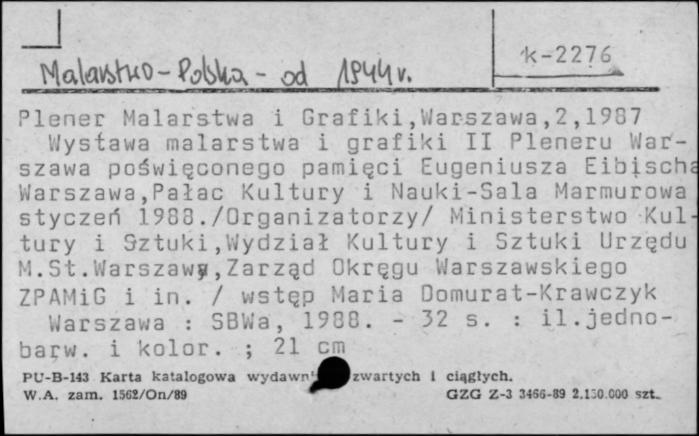 Malarstwo - Polska - od 1944 r.
k-2276
Plener Malarstwa i Grafiki,Warszawa,2,1987
Wystawa malarstwa i grafiki II Pleneru War-
szawa poświęconego pamięci Eugeniusza Eibischa
Warszawa,Pałac Kultury i Nauki-Sala Marmurowa
styczeń 1988./Organizatorzy/ Ministerstwo Kul-
tury i Sztuki,Wydział Kultury i Sztuki Urzędu
M.St.Warszawy,Zarząd Okręgu Warszawskiego
ZPAMiG i in. / wstęp Maria Domurat-Krawczyk
Warszawa : SBWa, 1988. - 32 s. : il.jedno-
barw. i kolor. ; 21 cm
PU-B-143 Karta katalogowa wydawn zwartych i ciągłych.
W.A. zam. 1562/On/89 GZG Z-3 3466-89 2.150.000 szt.